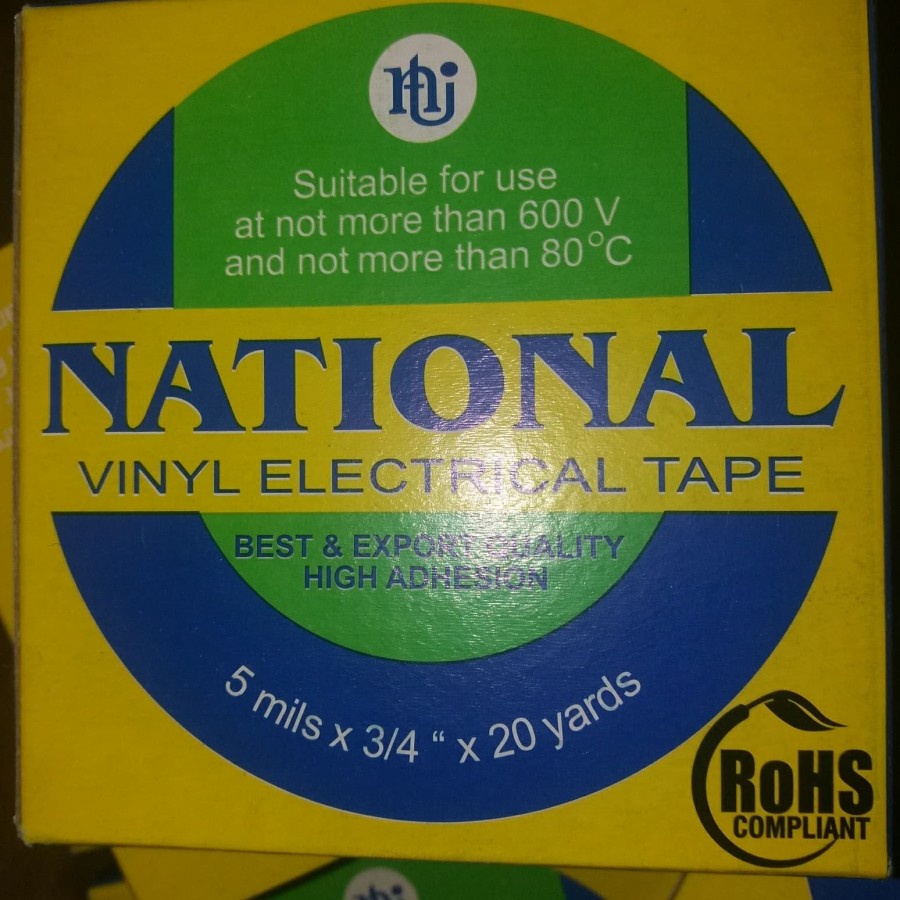 Suitable for use
at not more than 600 V
and not more than 80°C
NATIONAL
VINYL ELECTRICAL TAPE
BEST & EXPORT QUALITY
HIGH ADHESION
5 mils x 3/4 “ x 20 yards
RoHS
COMPLIANT